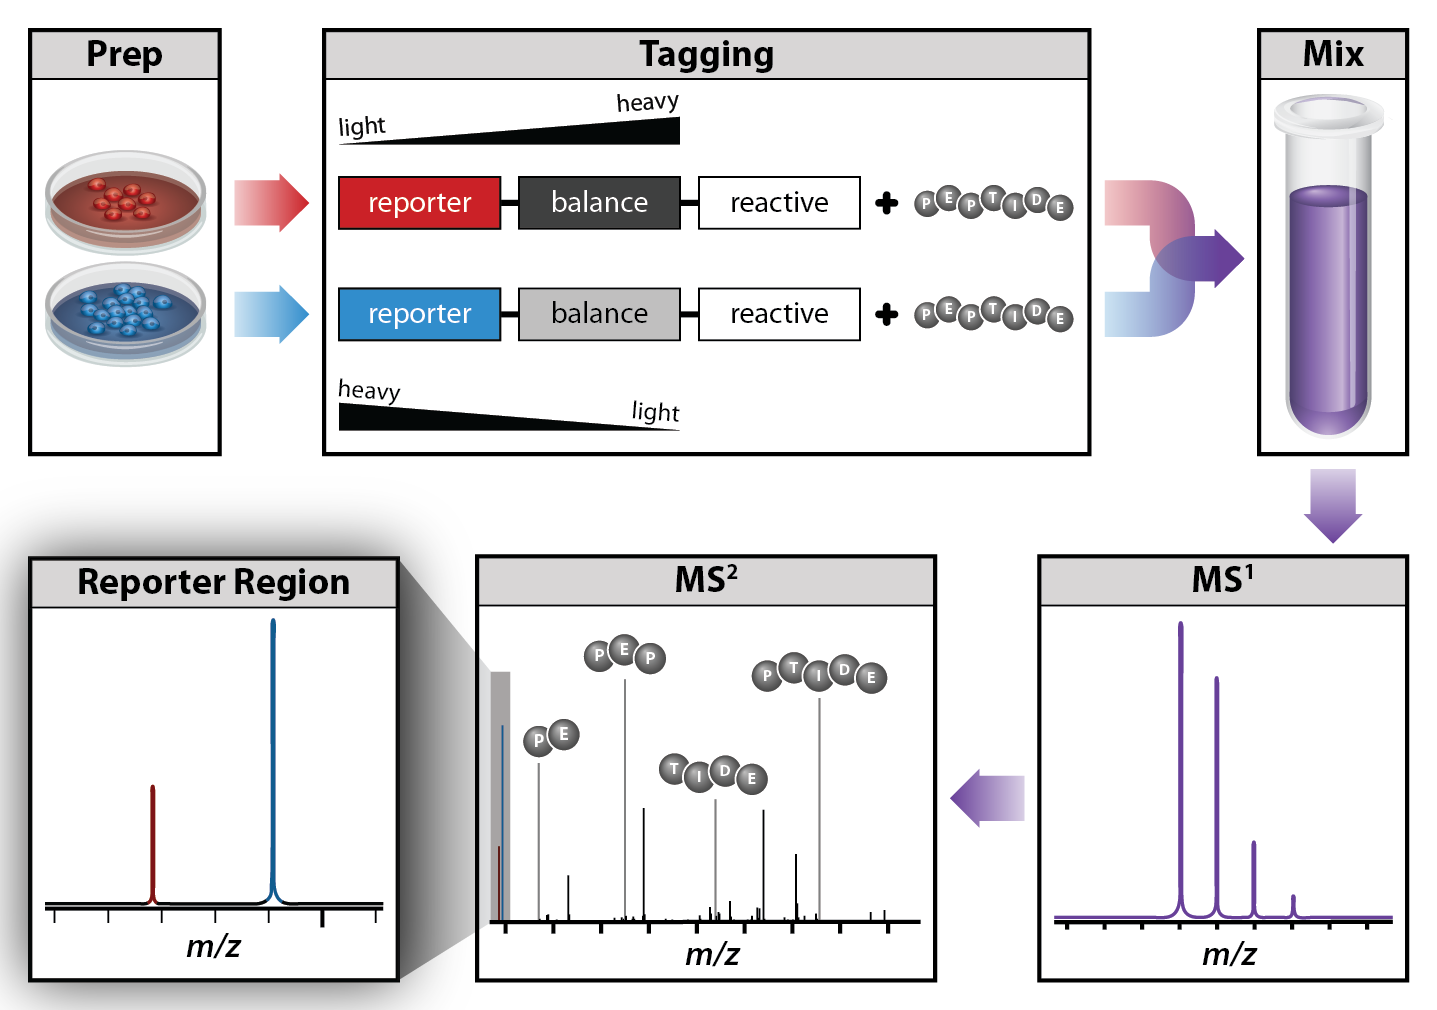 Prep
Tagging
Mix
light heavy
reporter balance reactive + P E P T I D E
reporter balance reactive + P E P T I D E
heavy light
Reporter Region
m/z
MS²
P E P
P T I D E
P E
T I D E
m/z
MS¹
m/z